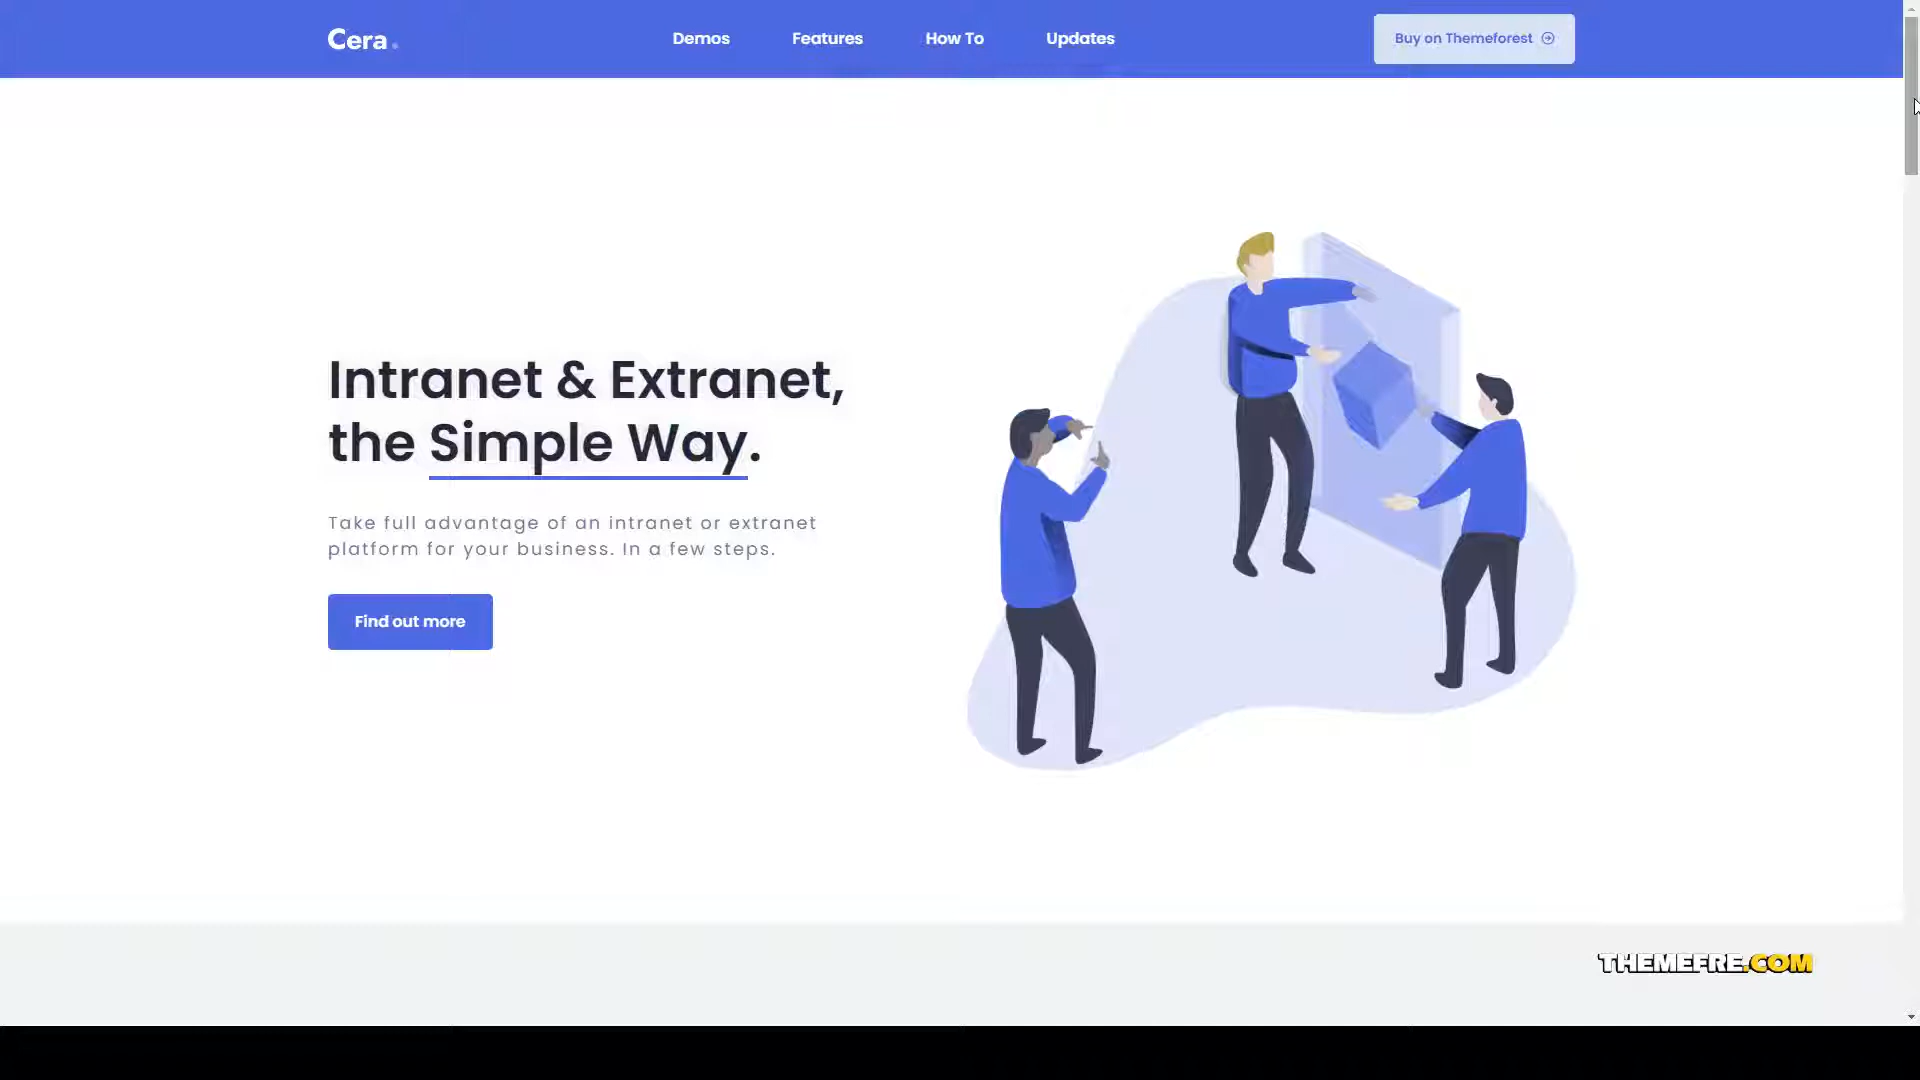 Cera.
Demos
Features
How To
Updates
Buy on Themeforest
Intranet & Extranet,
the Simple Way.
Take full advantage of an intranet or extranet
platform for your business. In a few steps.
Find out more
THEMEFRE.COM